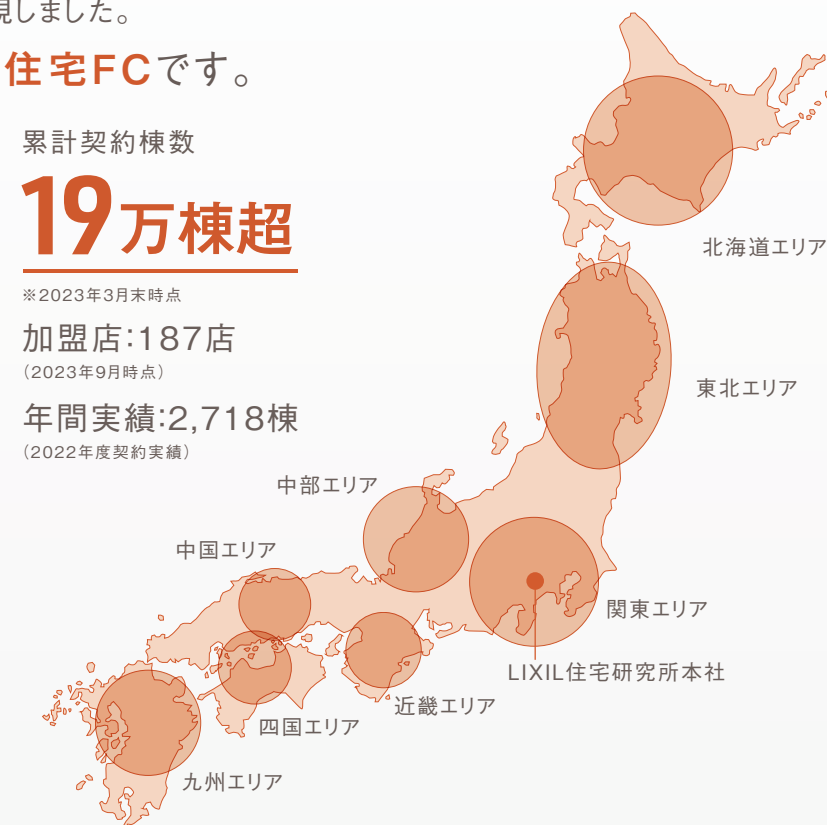 現しました。
住宅FCです。
累計契約棟数
19万棟超
※2023年3月末時点
加盟店:187店
(2023年9月時点)
年間実績:2,718棟
(2022年度契約実績)
北海道エリア
東北エリア
中部エリア
中国エリア
関東エリア
LIXIL住宅研究所本社
近畿エリア
四国エリア
九州エリア